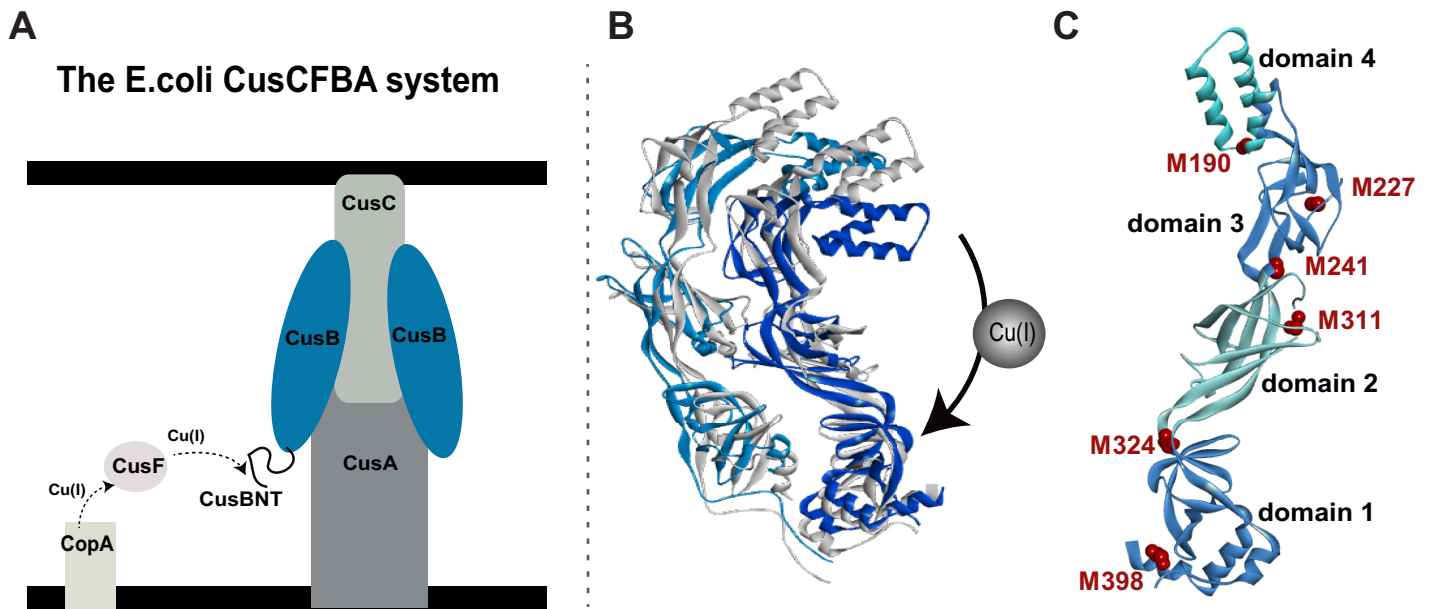 A
The E.coli CusCFBA system
CusC
CusB
CusB
CusA
Cu(I)
CusF
CusBNT
Cu(I)
CopA
B
Cu(I)
C
domain 4
M190
M227
domain 3
M241
M311
domain 2
M324
domain 1
M398